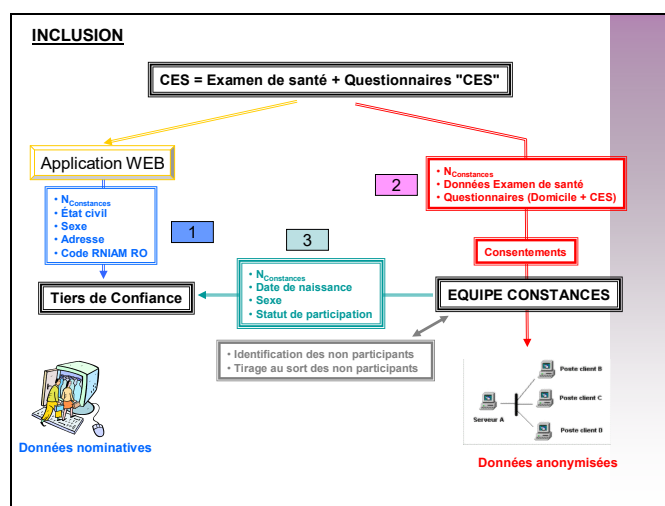 INCLUSION
CES = Examen de santé + Questionnaires "CES"
Application WEB
• NConstances
• État civil
• Sexe
• Adresse
• Code RNIAM RO
1
2
• NConstances
• Données Examen de santé
• Questionnaires (Domicile + CES)
Consentements
3
• NConstances
• Date de naissance
• Sexe
• Statut de participation
Tiers de Confiance
EQUIPE CONSTANCES
• Identification des non participants
• Tirage au sort des non participants
Données nominatives
Poste client B
Poste client C
Serveur A
Poste client D
Données anonymisées